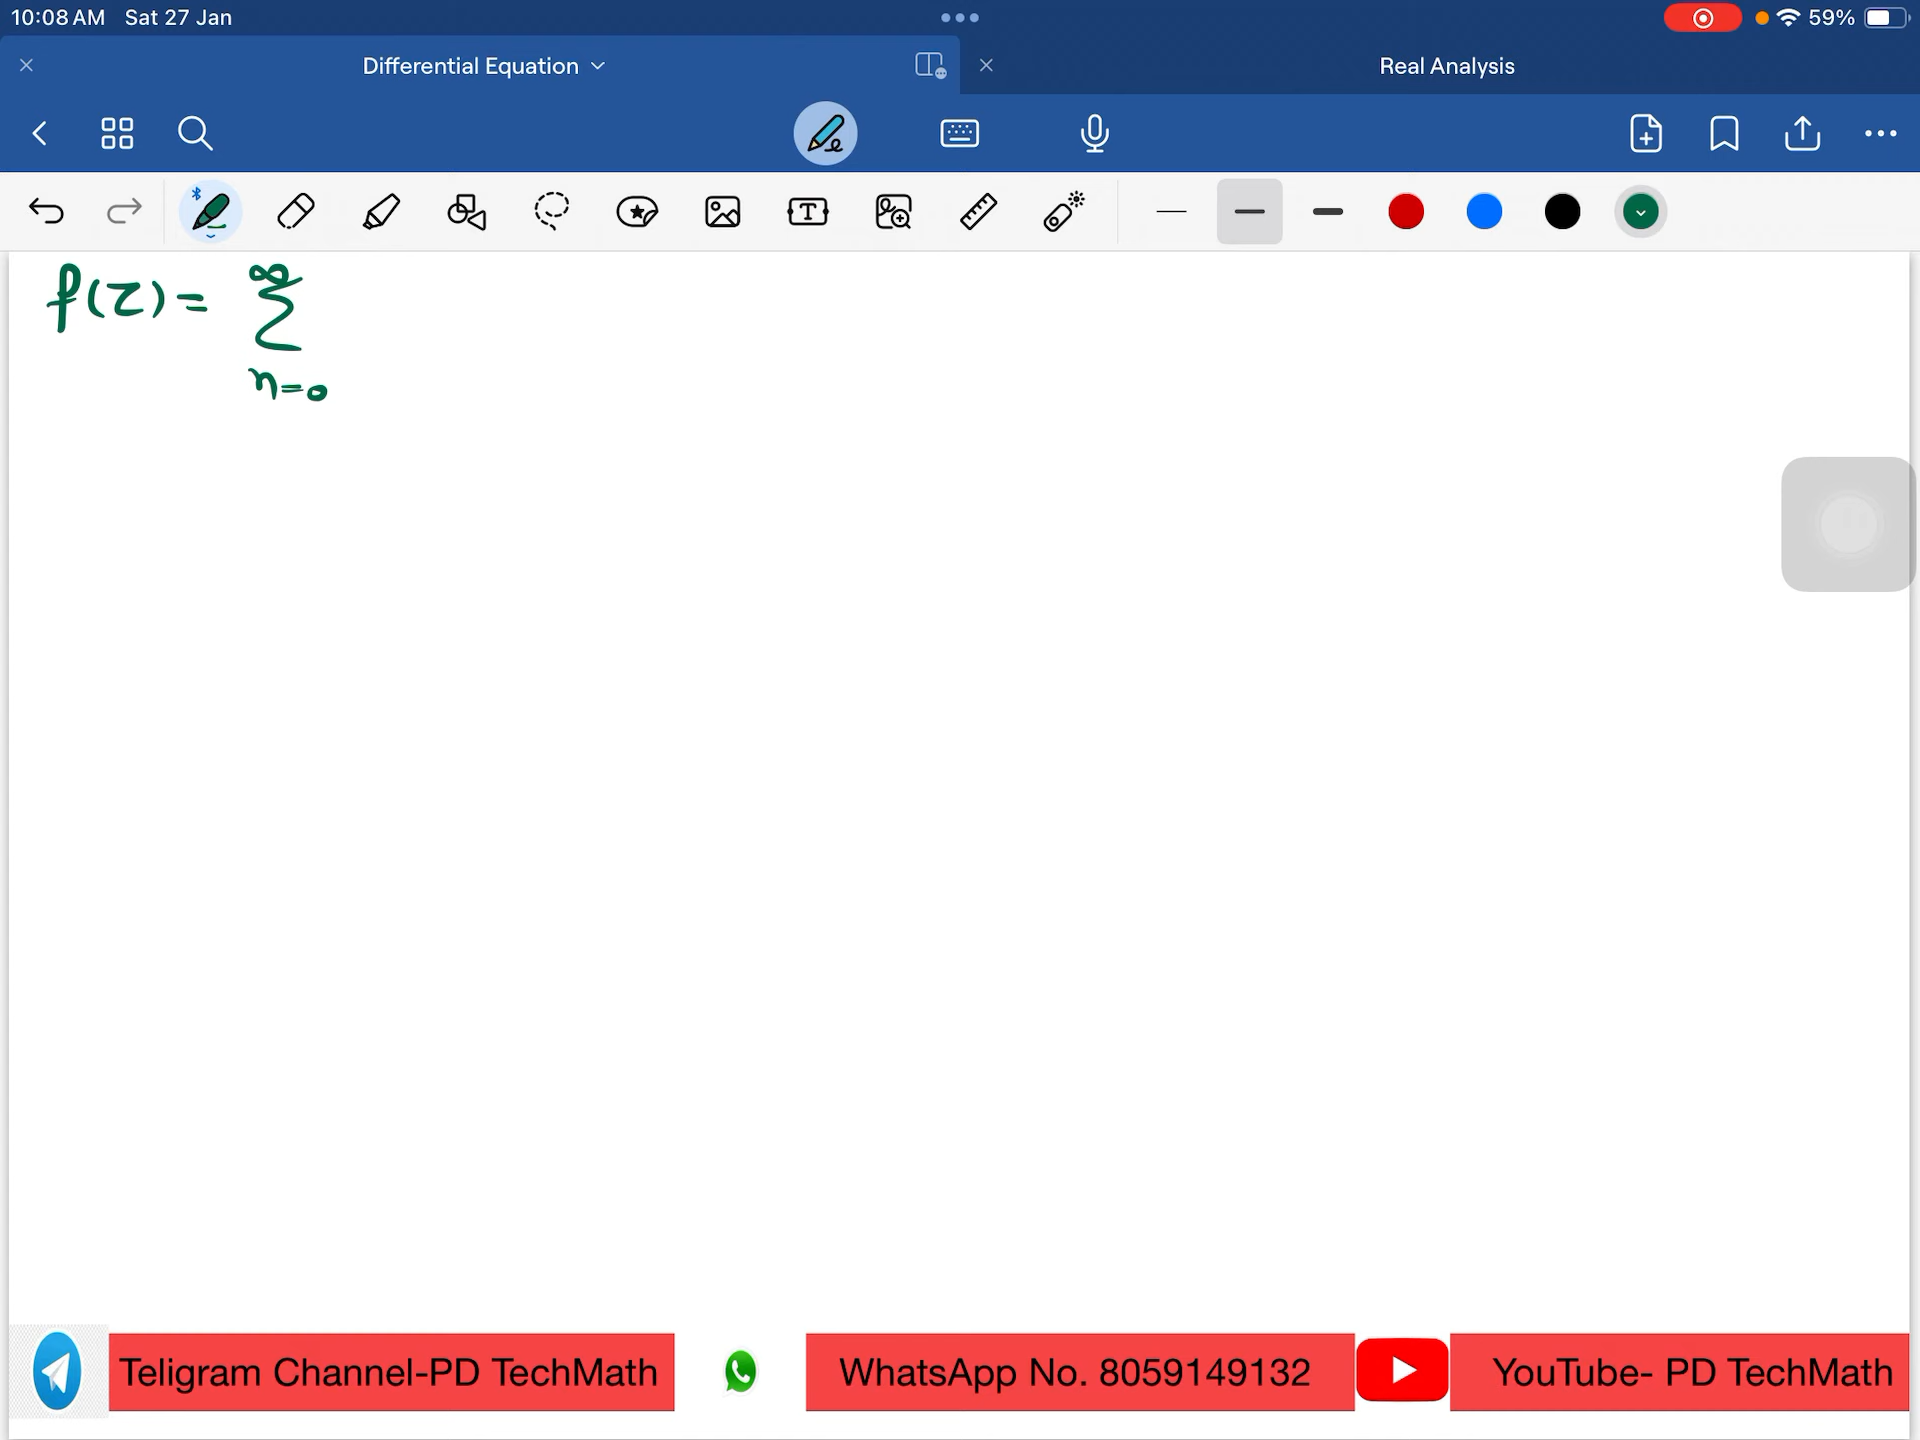 10:08 AM Sat 27 Jan 59%
Differential Equation Real Analysis
f(z) = ∞ Σ n=0
Teligram Channel-PD TechMath WhatsApp No. 8059149132 YouTube- PD TechMath